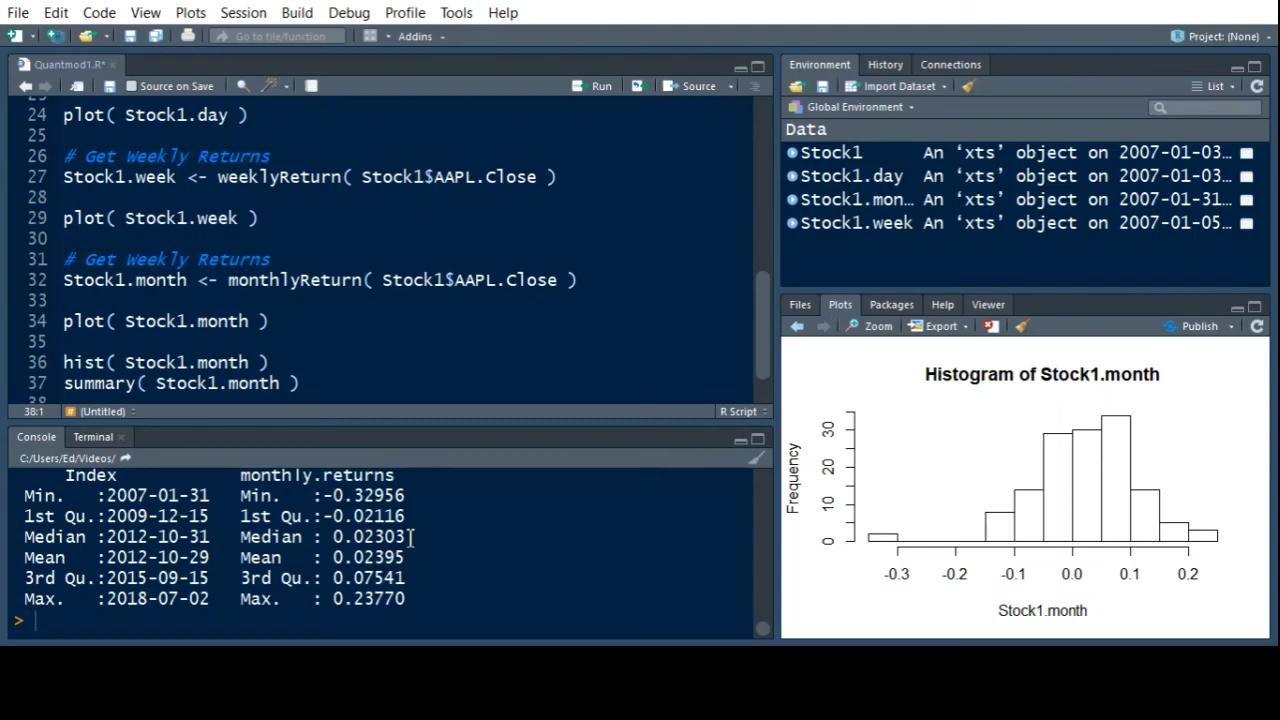 File Edit Code View Plots Session Build Debug Profile Tools Help
Go to file/function Addins Project: (None)
Quantmod1.R*
Source on Save Run Source
24 plot( Stock1.day )
25
26 # Get Weekly Returns
27 Stock1.week <- weeklyReturn( Stock1$AAPL.Close )
28
29 plot( Stock1.week )
30
31 # Get Weekly Returns
32 Stock1.month <- monthlyReturn( Stock1$AAPL.Close )
33
34 plot( Stock1.month )
35
36 hist( Stock1.month )
37 summary( Stock1.month )
38:1 (Untitled) R Script
Console Terminal
C:/Users/Ed/Videos/
Index monthly.returns
Min. :2007-01-31 Min. :-0.32956
1st Qu.:2009-12-15 1st Qu.:-0.02116
Median :2012-10-31 Median : 0.02303
Mean :2012-10-29 Mean : 0.02395
3rd Qu.:2015-09-15 3rd Qu.: 0.07541
Max. :2018-07-02 Max. : 0.23770
>
Environment History Connections
Import Dataset List
Global Environment
Data
Stock1 An ‘xts’ object on 2007-01-03…
Stock1.day An ‘xts’ object on 2007-01-03…
Stock1.mon… An ‘xts’ object on 2007-01-31…
Stock1.week An ‘xts’ object on 2007-01-05…
Files Plots Packages Help Viewer
Zoom Export Publish
Histogram of Stock1.month
Frequency
30
20
10
0
-0.3 -0.2 -0.1 0.0 0.1 0.2
Stock1.month